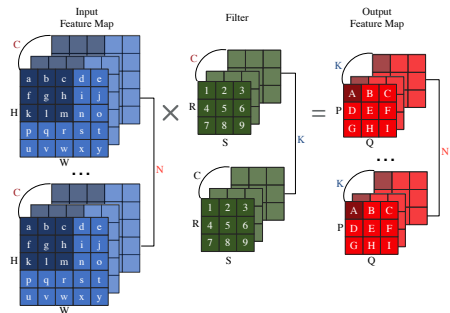 Input
Feature Map
Filter
Output
Feature Map
C
a b c d e
f g h i j
k l m n o
p q r s t
u v w x y
H
W
N
...
C
a b c d e
f g h i j
k l m n o
p q r s t
u v w x y
H
W
×
C
1 2 3
4 5 6
7 8 9
R
S
K
C
1 2 3
4 5 6
7 8 9
R
S
=
K
A B C
D E F
G H I
P
Q
N
...
K
A B C
D E F
G H I
P
Q